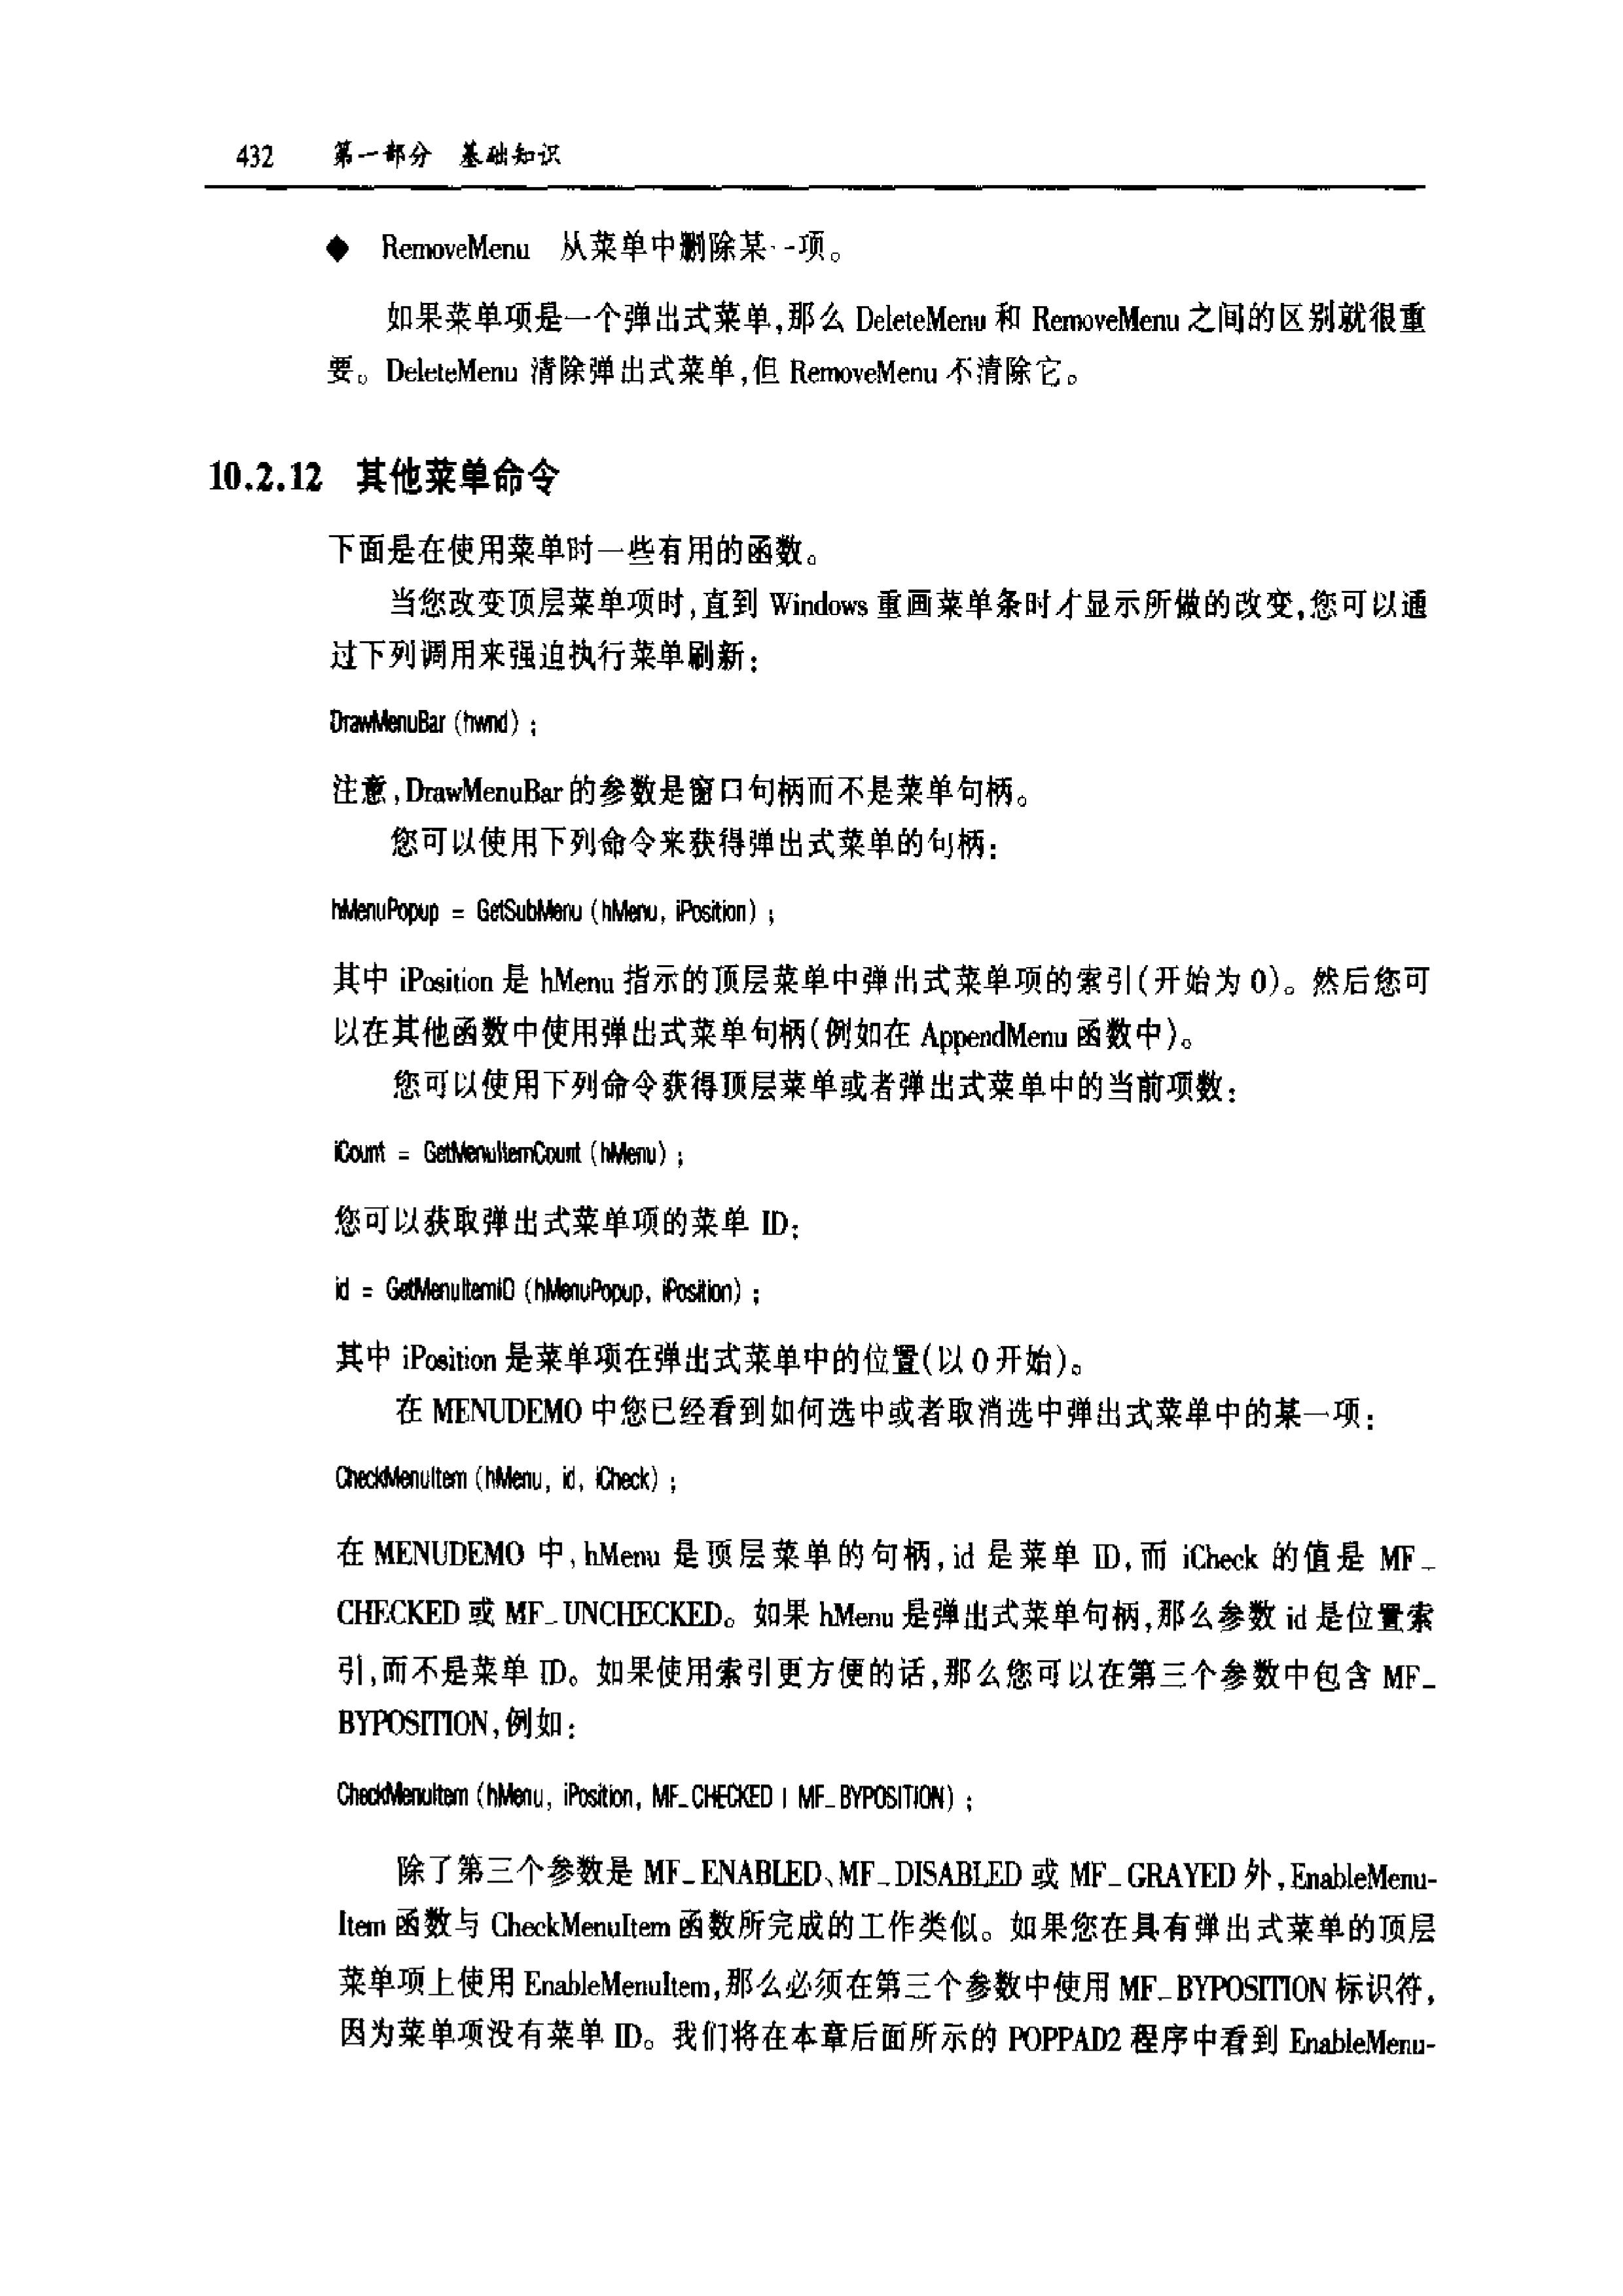 432 第一部分 基础知识
◆ RemoveMenu 从菜单中删除某一项。
如果菜单项是一个弹出式菜单,那么 DeleteMenu 和 RemoveMenu 之间的区别就很重
要。DeleteMenu 清除弹出式菜单,但 RemoveMenu 不清除它。
10.2.12 其他菜单命令
下面是在使用菜单时一些有用的函数。
当您改变顶层菜单项时,直到 Windows 重画菜单条时才显示所做的改变,您可以通
过下列调用来强迫执行菜单刷新:
DrawMenuBar (hwnd) ;
注意,DrawMenuBar 的参数是窗口句柄而不是菜单句柄。
您可以使用下列命令来获得弹出式菜单的句柄:
hMenuPopup = GetSubMenu (hMenu, iPosition) ;
其中 iPosition 是 hMenu 指示的顶层菜单中弹出式菜单项的索引(开始为 0)。然后您可
以在其他函数中使用弹出式菜单句柄(例如在 AppendMenu 函数中)。
您可以使用下列命令获得顶层菜单或者弹出式菜单中的当前项数:
iCount = GetMenuItemCount (hMenu) ;
您可以获取弹出式菜单项的菜单 ID:
id = GetMenuItemID (hMenuPopup, iPosition) ;
其中 iPosition 是菜单项在弹出式菜单中的位置(以 0 开始)。
在 MENUDEMO 中您已经看到如何选中或者取消选中弹出式菜单中的某一项:
CheckMenuItem (hMenu, id, iCheck) ;
在 MENUDEMO 中,hMenu 是顶层菜单的句柄,id 是菜单 ID,而 iCheck 的值是 MF_
CHECKED 或 MF_UNCHECKED。如果 hMenu 是弹出式菜单句柄,那么参数 id 是位置索
引,而不是菜单 ID。如果使用索引更方便的话,那么您可以在第三个参数中包含 MF_
BYPOSITION,例如:
CheckMenuItem (hMenu, iPosition, MF_CHECKED | MF_BYPOSITION) ;
除了第三个参数是 MF_ENABLED、MF_DISABLED 或 MF_GRAYED 外,EnableMenu-
Item 函数与 CheckMenuItem 函数所完成的工作类似。如果您在具有弹出式菜单的顶层
菜单项上使用 EnableMenuItem,那么必须在第三个参数中使用 MF_BYPOSITION 标识符,
因为菜单项没有菜单 ID。我们将在本章后面所示的 POPPAD2 程序中看到 EnableMenu-